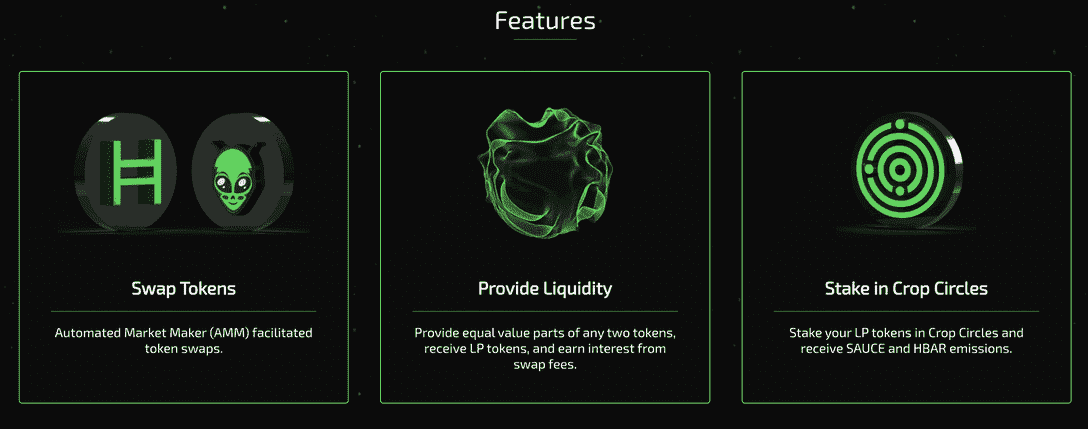 Features
Swap Tokens
Automated Market Maker (AMM) facilitated
token swaps.
Provide Liquidity
Provide equal value parts of any two tokens,
receive LP tokens, and earn interest from
swap fees.
Stake in Crop Circles
Stake your LP tokens in Crop Circles and
receive SAUCE and HBAR emissions.